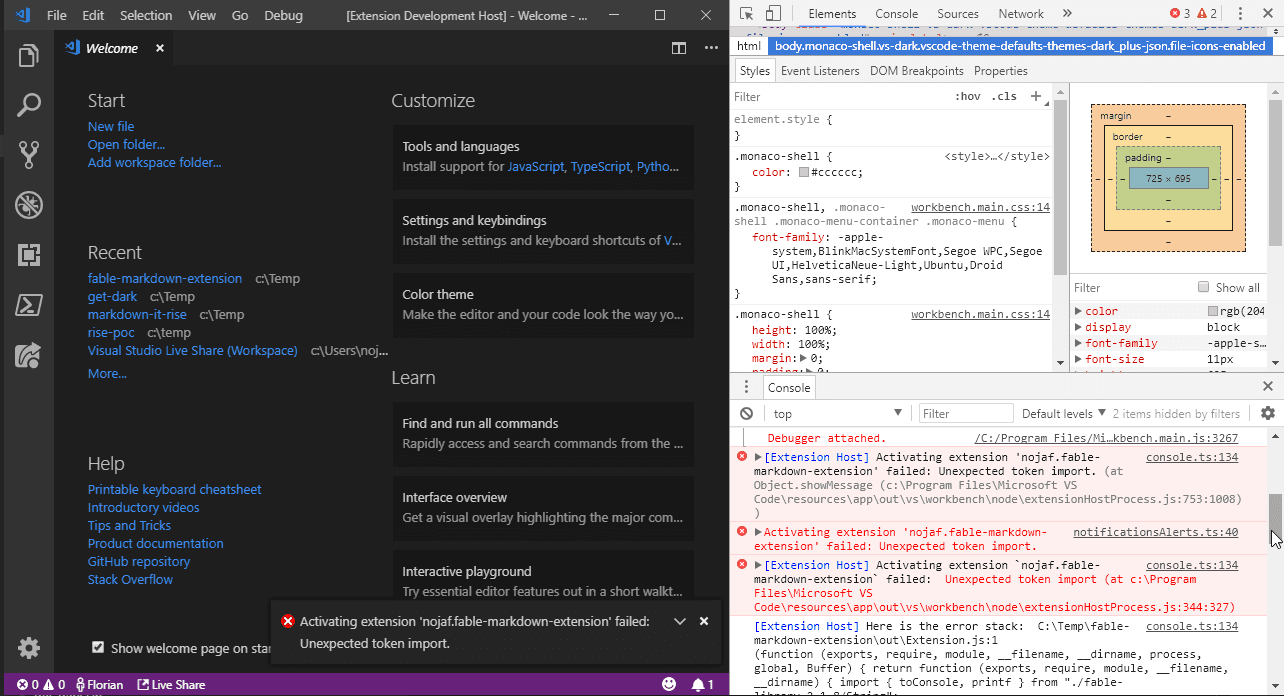 File Edit Selection View Go Debug [Extension Development Host] - Welcome - ...
Welcome
Start
New file
Open folder...
Add workspace folder...
Recent
fable-markdown-extension c:\Temp
get-dark c:\Temp
markdown-it-rise c:\Temp
rise-poc c:\temp
Visual Studio Live Share (Workspace) c:\Users\noj...
More...
Help
Printable keyboard cheatsheet
Introductory videos
Tips and Tricks
Product documentation
GitHub repository
Stack Overflow
Show welcome page on star
Customize
Tools and languages
Install support for JavaScript, TypeScript, Pytho...
Settings and keybindings
Install the settings and keyboard shortcuts of V...
Color theme
Make the editor and your code look the way yo...
Learn
Find and run all commands
Rapidly access and search commands from the ...
Interface overview
Get a visual overlay highlighting the major com...
Interactive playground
Try essential editor features out in a short walkt...
Activating extension 'nojaf.fable-markdown-extension' failed:
Unexpected token import.
0 0 Florian Live Share 1
Elements Console Sources Network » 3 2
html body.monaco-shell.vs-dark.vscode-theme-defaults-themes-dark_plus-json.file-icons-enabled
Styles Event Listeners DOM Breakpoints Properties
Filter :hov .cls +
element.style {
}
.monaco-shell { <style>…</style>
color: #cccccc;
}
.monaco-shell, .monaco- workbench.main.css:14
shell .monaco-menu-container .monaco-menu {
font-family: -apple-
system,BlinkMacSystemFont,Segoe WPC,Segoe
UI,HelveticaNeue-Light,Ubuntu,Droid
Sans,sans-serif;
}
.monaco-shell { workbench.main.css:14
height: 100%;
width: 100%;
margin: 0;
padding: 0;
margin –
border –
padding –
– – – 725 × 695 – – –
–
–
–
Filter Show all
color rgb(204
display block
font-family -apple-s…
font-size 11px
Console
top Filter Default levels 2 items hidden by filters
Debugger attached. /C:/Program Files/Mi…kbench.main.js:3267
[Extension Host] Activating extension 'nojaf.fable- console.ts:134
markdown-extension' failed: Unexpected token import. (at
Object.showMessage (c:\Program Files\Microsoft VS
Code\resources\app\out\vs\workbench\node\extensionHostProcess.js:753:1008)
)
Activating extension 'nojaf.fable-markdown- notificationsAlerts.ts:40
extension' failed: Unexpected token import.
[Extension Host] Activating extension `nojaf.fable- console.ts:134
markdown-extension` failed: Unexpected token import (at c:\Program
Files\Microsoft VS
Code\resources\app\out\vs\workbench\node\extensionHostProcess.js:344:327)
[Extension Host] Here is the error stack: C:\Temp\fable- console.ts:134
markdown-extension\out\Extension.js:1
(function (exports, require, module, __filename, __dirname, process,
global, Buffer) { return function (exports, require, module, __filename,
__dirname) { import { toConsole, printf } from "./fable-
library.2.1.8/String";